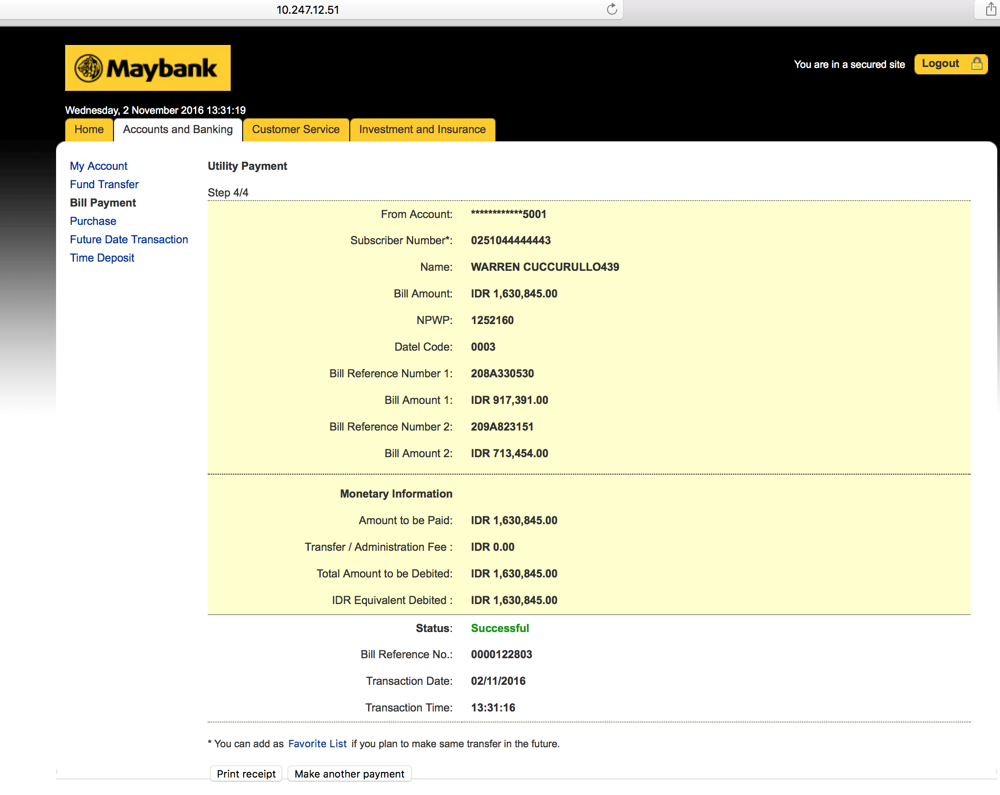 10.247.12.51
Maybank
You are in a secured site Logout
Wednesday, 2 November 2016 13:31:19
Home Accounts and Banking Customer Service Investment and Insurance
My Account
Fund Transfer
Bill Payment
Purchase
Future Date Transaction
Time Deposit
Utility Payment
Step 4/4
From Account: ************5001
Subscriber Number*: 0251044444443
Name: WARREN CUCCURULLO439
Bill Amount: IDR 1,630,845.00
NPWP: 1252160
Datel Code: 0003
Bill Reference Number 1: 208A330530
Bill Amount 1: IDR 917,391.00
Bill Reference Number 2: 209A823151
Bill Amount 2: IDR 713,454.00
Monetary Information
Amount to be Paid: IDR 1,630,845.00
Transfer / Administration Fee : IDR 0.00
Total Amount to be Debited: IDR 1,630,845.00
IDR Equivalent Debited : IDR 1,630,845.00
Status: Successful
Bill Reference No.: 0000122803
Transaction Date: 02/11/2016
Transaction Time: 13:31:16
* You can add as Favorite List if you plan to make same transfer in the future.
Print receipt Make another payment